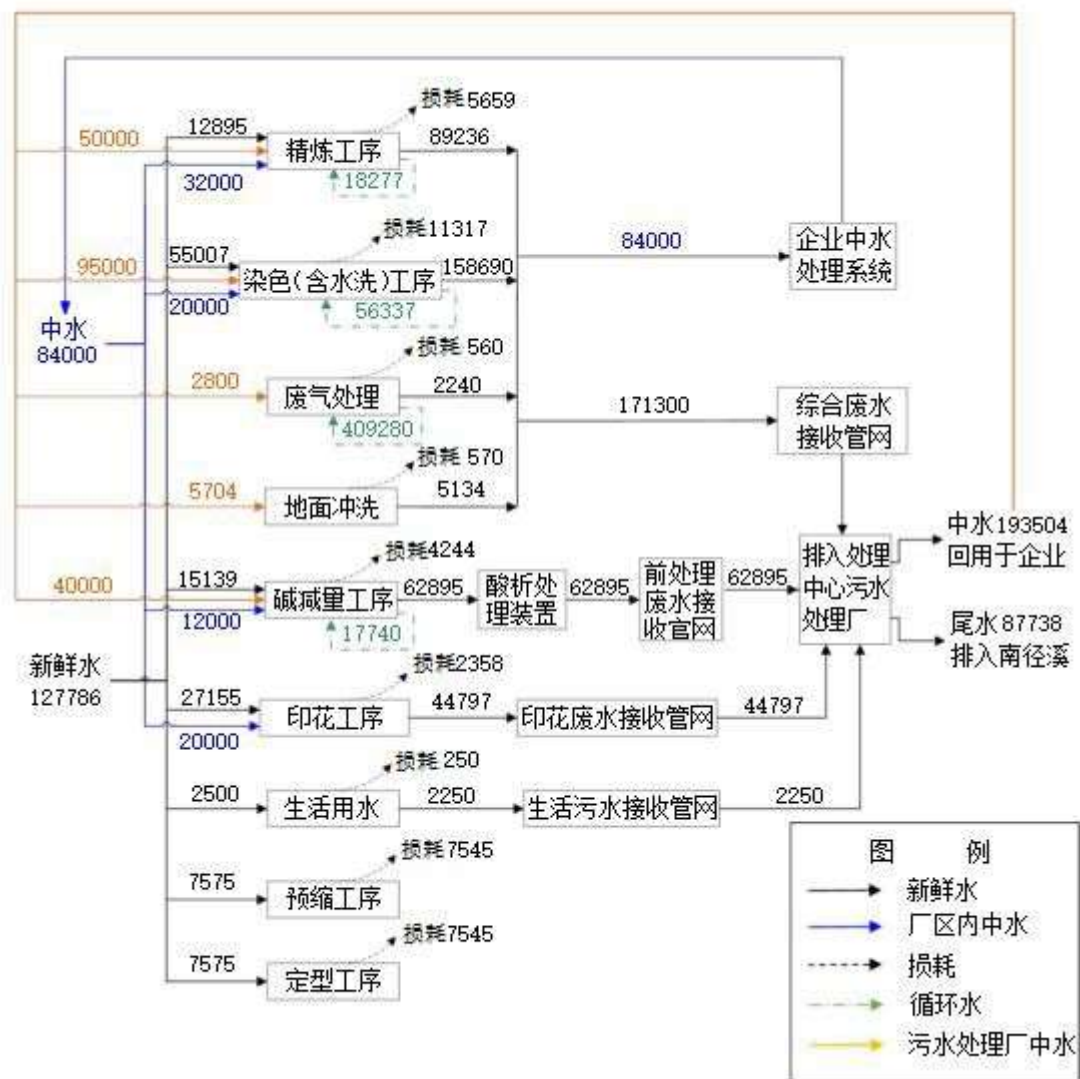 损耗5659
12895
50000
精炼工序
89236
32000
18277
损耗11317
55007
95000
染色(含水洗)工序
158690
20000
56337
84000
企业中水
处理系统
中水
84000
损耗 560
2800
废气处理
2240
409280
171300
综合废水
接收管网
损耗 570
5704
地面冲洗
5134
中水193504
回用于企业
损耗4244
15139
40000
碱减量工序
62895
酸析处
理装置
62895
前处理
废水接
收官网
62895
排入处理
中心污水
处理厂
12000
17740
尾水87738
排入南径溪
新鲜水
127786
损耗2358
27155
印花工序
44797
印花废水接收管网
44797
20000
损耗 250
2500
生活用水
2250
生活污水接收管网
2250
损耗7545
7575
预缩工序
损耗7545
7575
定型工序
图 例
新鲜水
厂区内中水
损耗
循环水
污水处理厂中水